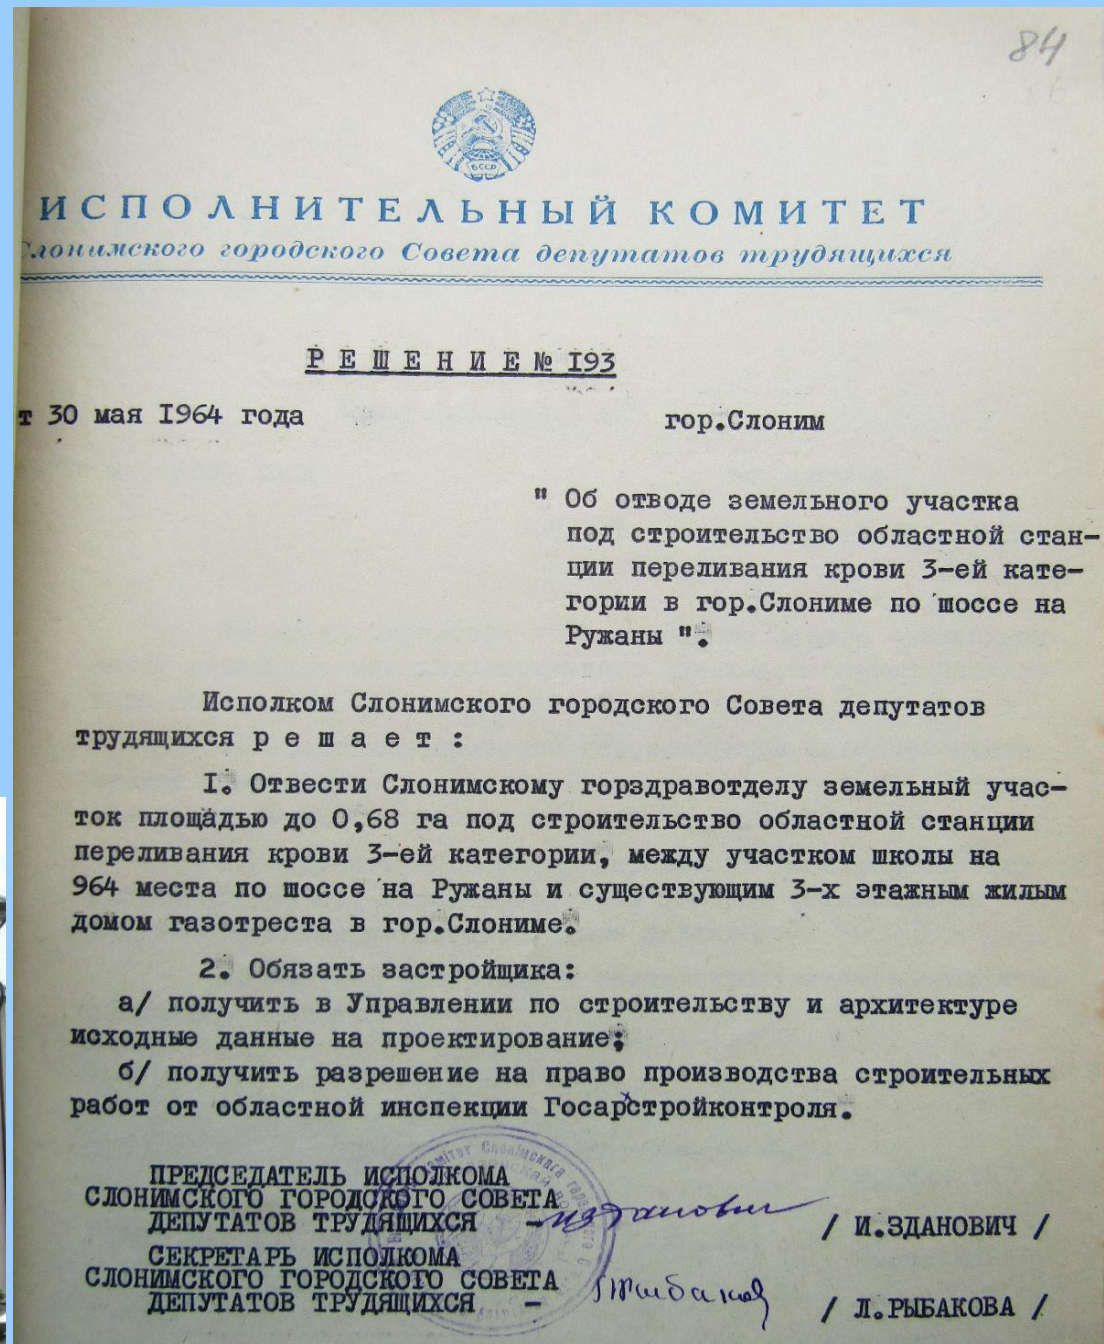 84
БССР
ИСПОЛНИТЕЛЬНЫЙ КОМИТЕТ
Слонимского городского Совета депутатов трудящихся
Р Е Ш Е Н И Е № 193
т 30 мая 1964 года гор.Слоним
" Об отводе земельного участка
под строительство областной стан-
ции переливания крови 3-ей кате-
гории в гор.Слониме по шоссе на
Ружаны ".
Исполком Слонимского городского Совета депутатов
трудящихся р е ш а е т :
I. Отвести Слонимскому горздравотделу земельный учас-
ток площадью до 0,68 га под строительство областной станции
переливания крови 3-ей категории, между участком школы на
964 места по шоссе на Ружаны и существующим 3-х этажным жилым
домом газотреста в гор.Слониме.
2. Обязать застройщика:
а/ получить в Управлении по строительству и архитектуре
исходные данные на проектирование;
б/ получить разрешение на право производства строительных
работ от областной инспекции Госарстройконтроля.
ПРЕДСЕДАТЕЛЬ ИСПОЛКОМА
СЛОНИМСКОГО ГОРОДСКОГО СОВЕТА
ДЕПУТАТОВ ТРУДЯЩИХСЯ - / И.ЗДАНОВИЧ /
СЕКРЕТАРЬ ИСПОЛКОМА
СЛОНИМСКОГО ГОРОДСКОГО СОВЕТА
ДЕПУТАТОВ ТРУДЯЩИХСЯ - / Л.РЫБАКОВА /